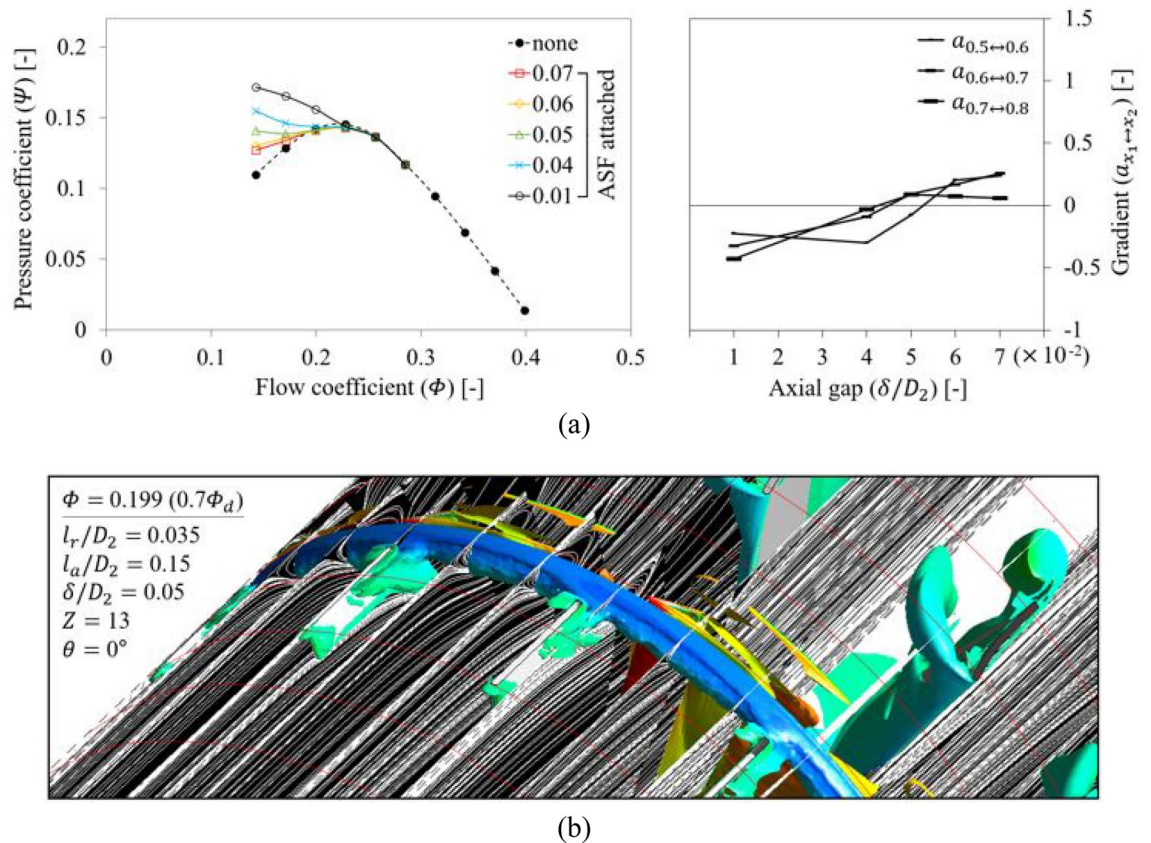 Pressure coefficient (Ψ) [-]
0.2
0.15
0.1
0.05
0
0 0.1 0.2 0.3 0.4 0.5
Flow coefficient (Φ) [-]
none
0.07
0.06
0.05
0.04
0.01
ASF attached
a0.5↔0.6
a0.6↔0.7
a0.7↔0.8
1.5
1
0.5
0
-0.5
-1
Gradient (ax1↔x2) [-]
1 2 3 4 5 6 7 (×10⁻²)
Axial gap (δ/D₂) [-]
(a)
Φ = 0.199 (0.7Φd)
lr/D₂ = 0.035
la/D₂ = 0.15
δ/D₂ = 0.05
Z = 13
θ = 0°
(b)